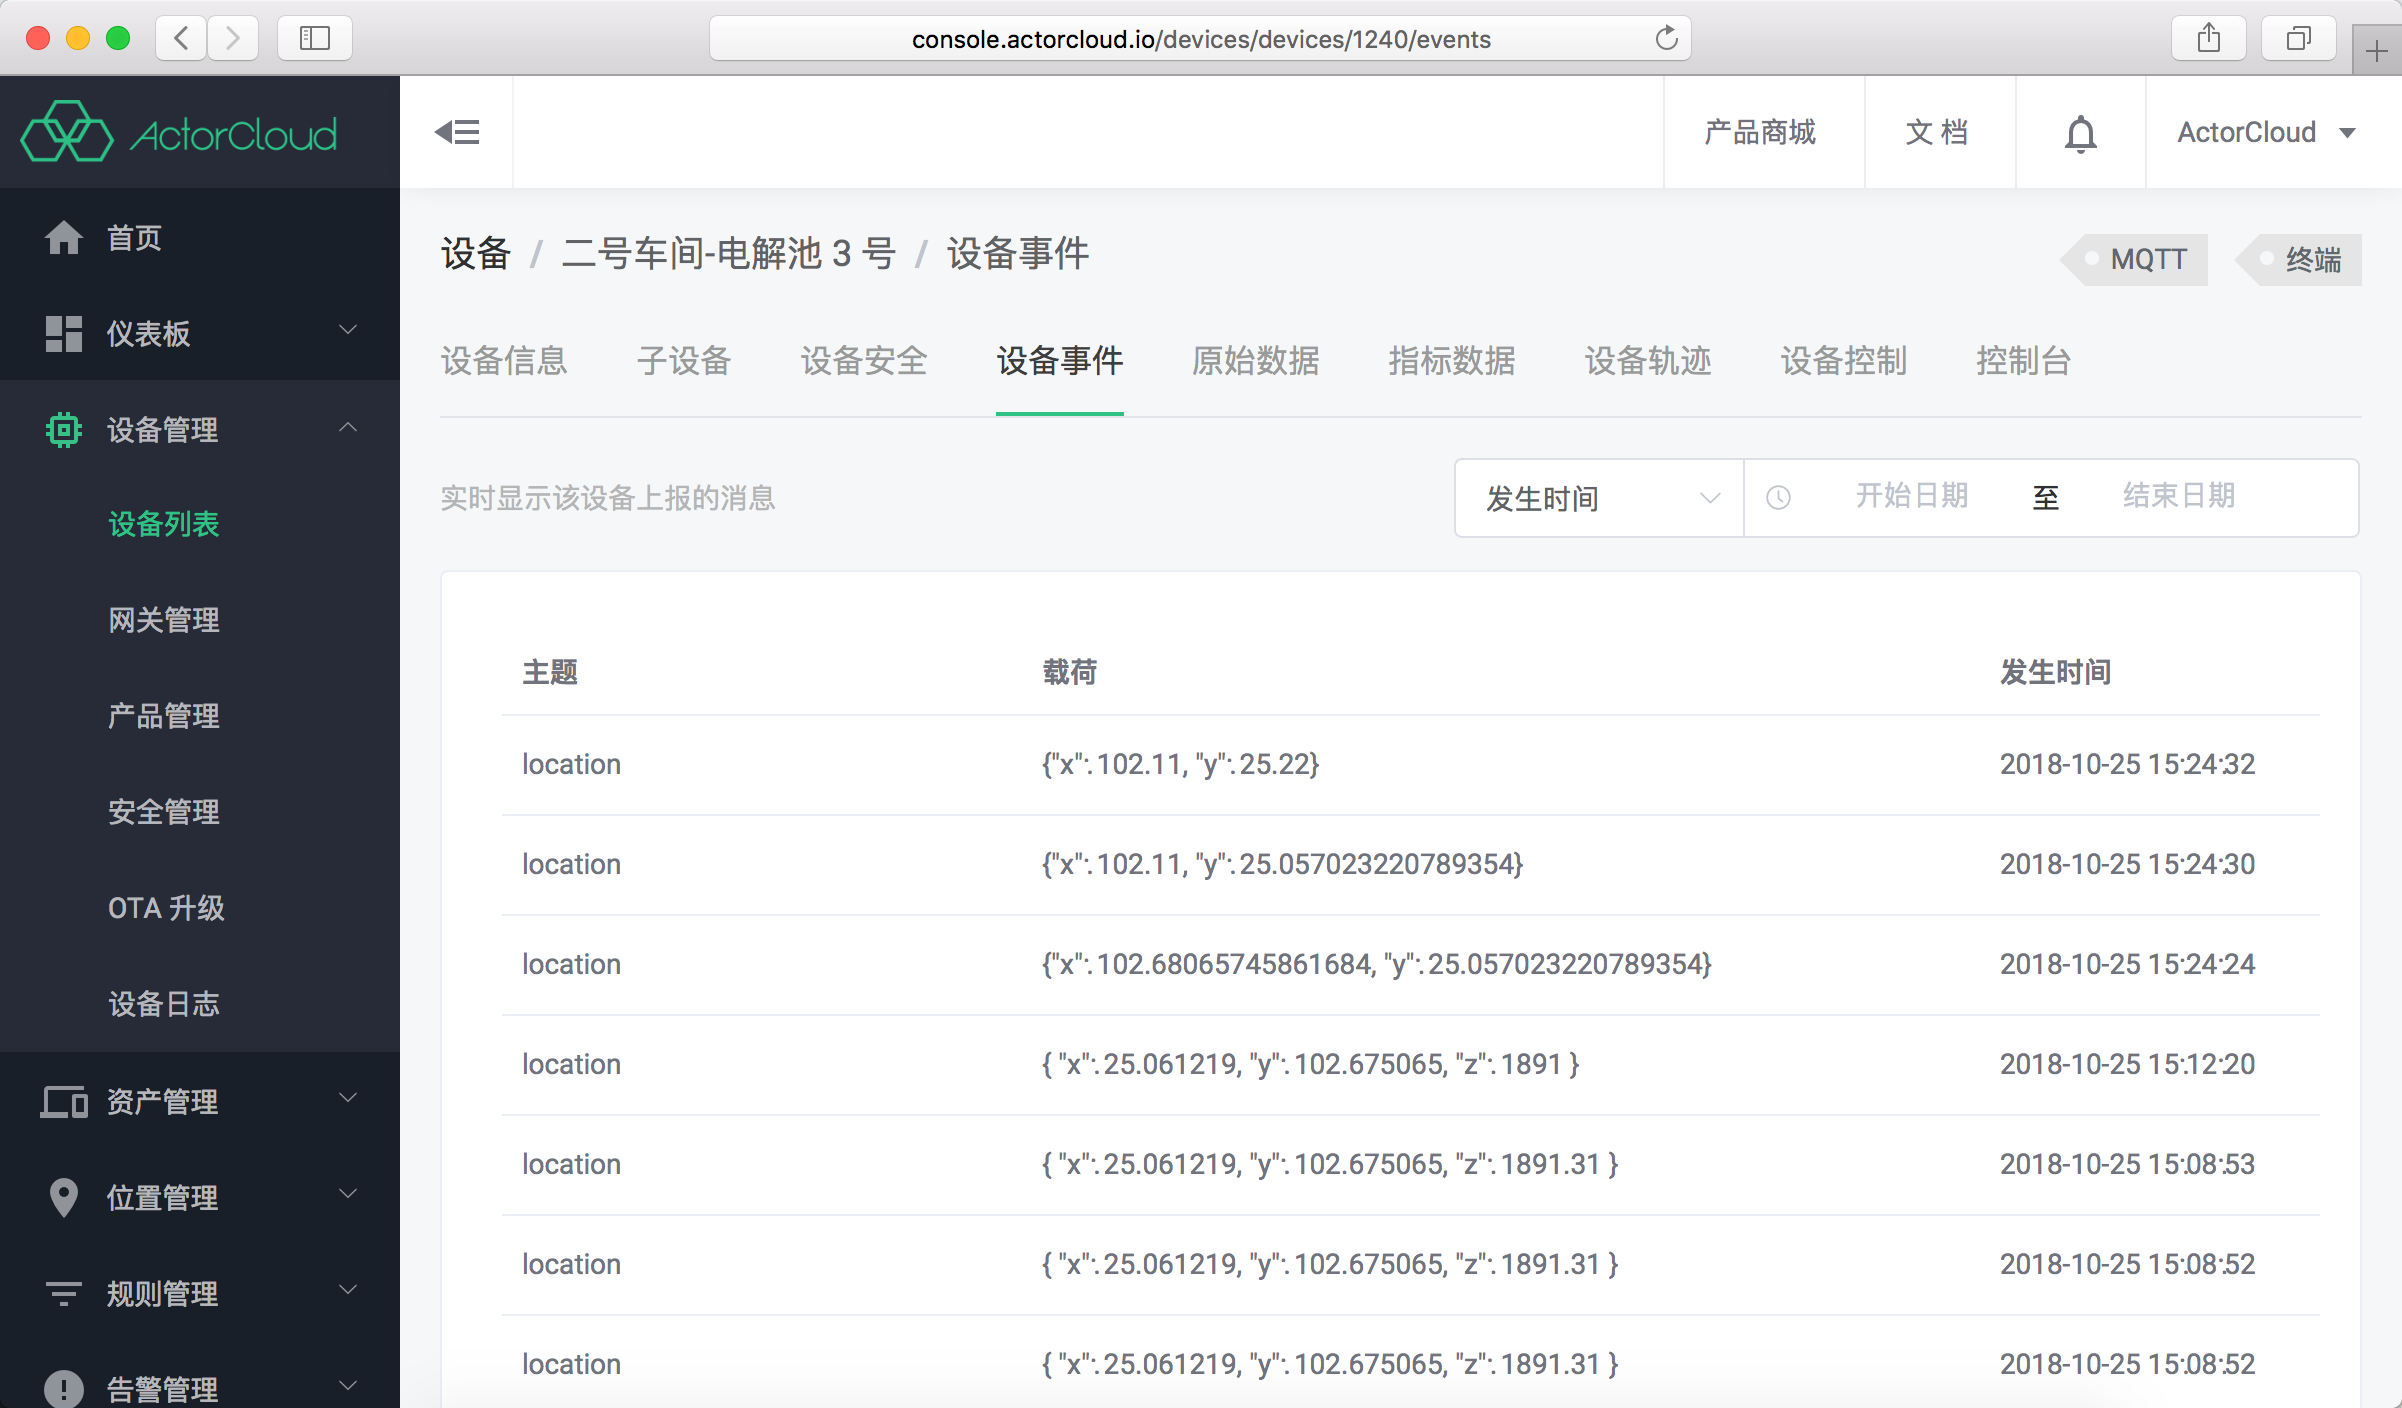 console.actorcloud.io/devices/devices/1240/events
ActorCloud
产品商城
文 档
ActorCloud
首页
仪表板
设备管理
设备列表
网关管理
产品管理
安全管理
OTA 升级
设备日志
资产管理
位置管理
规则管理
告警管理
设备 / 二号车间-电解池 3 号 / 设备事件
MQTT
终端
设备信息 子设备 设备安全 设备事件 原始数据 指标数据 设备轨迹 设备控制 控制台
实时显示该设备上报的消息
发生时间 开始日期 至 结束日期
主题 载荷 发生时间
location {"x": 102.11, "y": 25.22} 2018-10-25 15:24:32
location {"x": 102.11, "y": 25.057023220789354} 2018-10-25 15:24:30
location {"x": 102.68065745861684, "y": 25.057023220789354} 2018-10-25 15:24:24
location { "x": 25.061219, "y": 102.675065, "z": 1891 } 2018-10-25 15:12:20
location { "x": 25.061219, "y": 102.675065, "z": 1891.31 } 2018-10-25 15:08:53
location { "x": 25.061219, "y": 102.675065, "z": 1891.31 } 2018-10-25 15:08:52
location { "x": 25.061219, "y": 102.675065, "z": 1891.31 } 2018-10-25 15:08:52